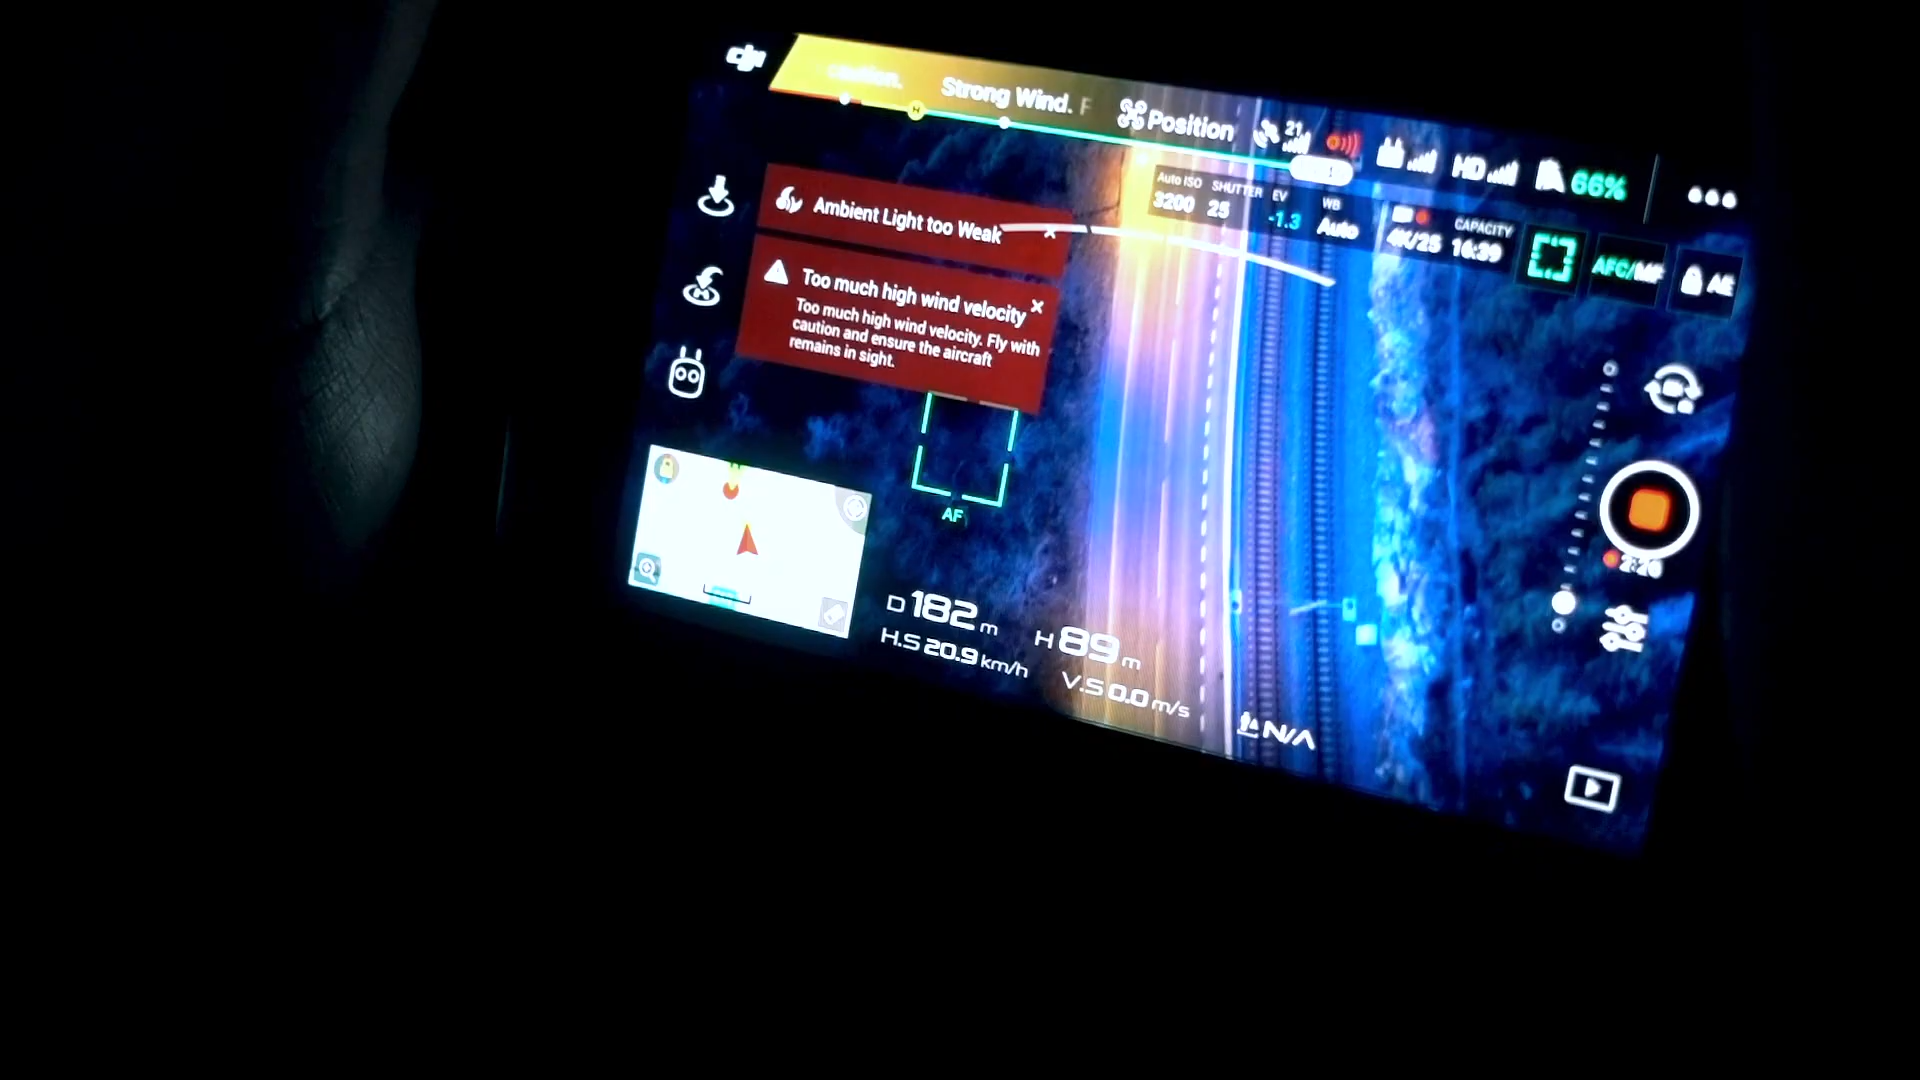 dji
caution. Strong Wind. F
Position
21
HD
66%
Ambient Light too Weak
Too much high wind velocity
Too much high wind velocity. Fly with
caution and ensure the aircraft
remains in sight.
Auto ISO SHUTTER EV WB
3200 25 -1.3 Auto
CAPACITY
4K/25 16:39
AFC/MF
AE
AF
2:26
D 182 m H 89 m
H.S 20.9 km/h V.S 0.0 m/s
N/A